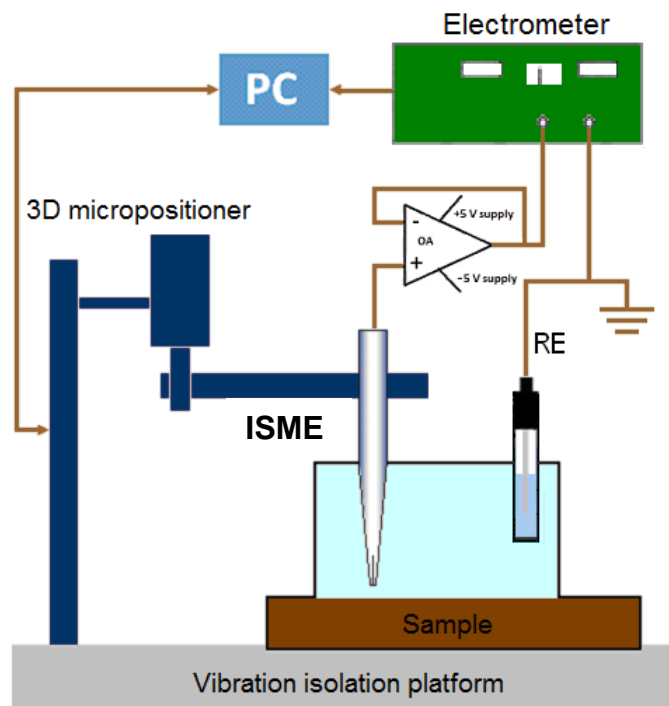 Electrometer
PC
3D micropositioner
+5 V supply
-
OA
+
−5 V supply
RE
ISME
Sample
Vibration isolation platform